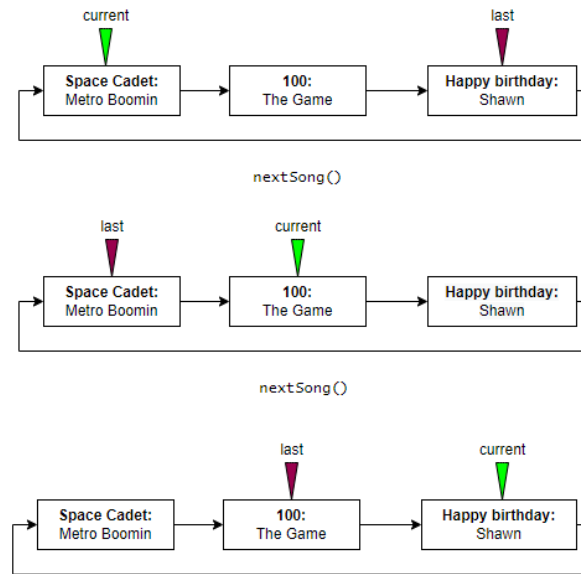 current last
Space Cadet: 100: Happy birthday:
Metro Boomin The Game Shawn
nextSong()
last current
Space Cadet: 100: Happy birthday:
Metro Boomin The Game Shawn
nextSong()
last current
Space Cadet: 100: Happy birthday:
Metro Boomin The Game Shawn